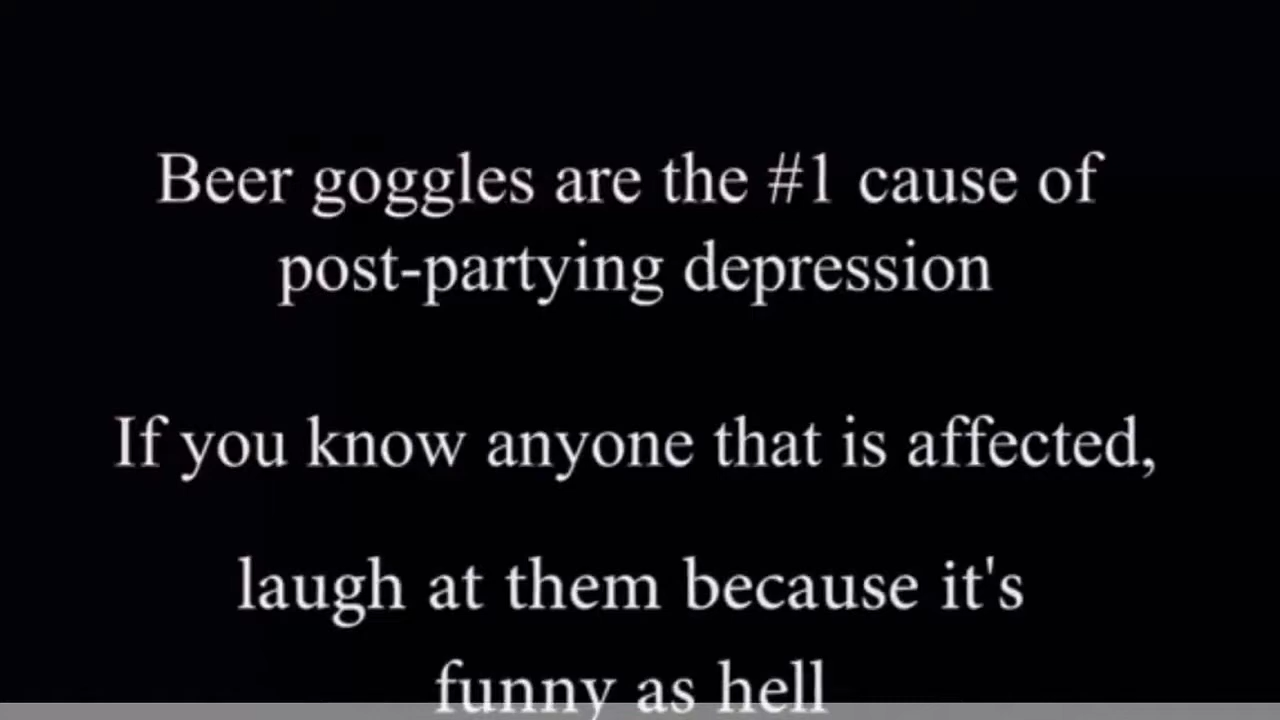 Beer goggles are the #1 cause of
post-partying depression
If you know anyone that is affected,
laugh at them because it's
funny as hell